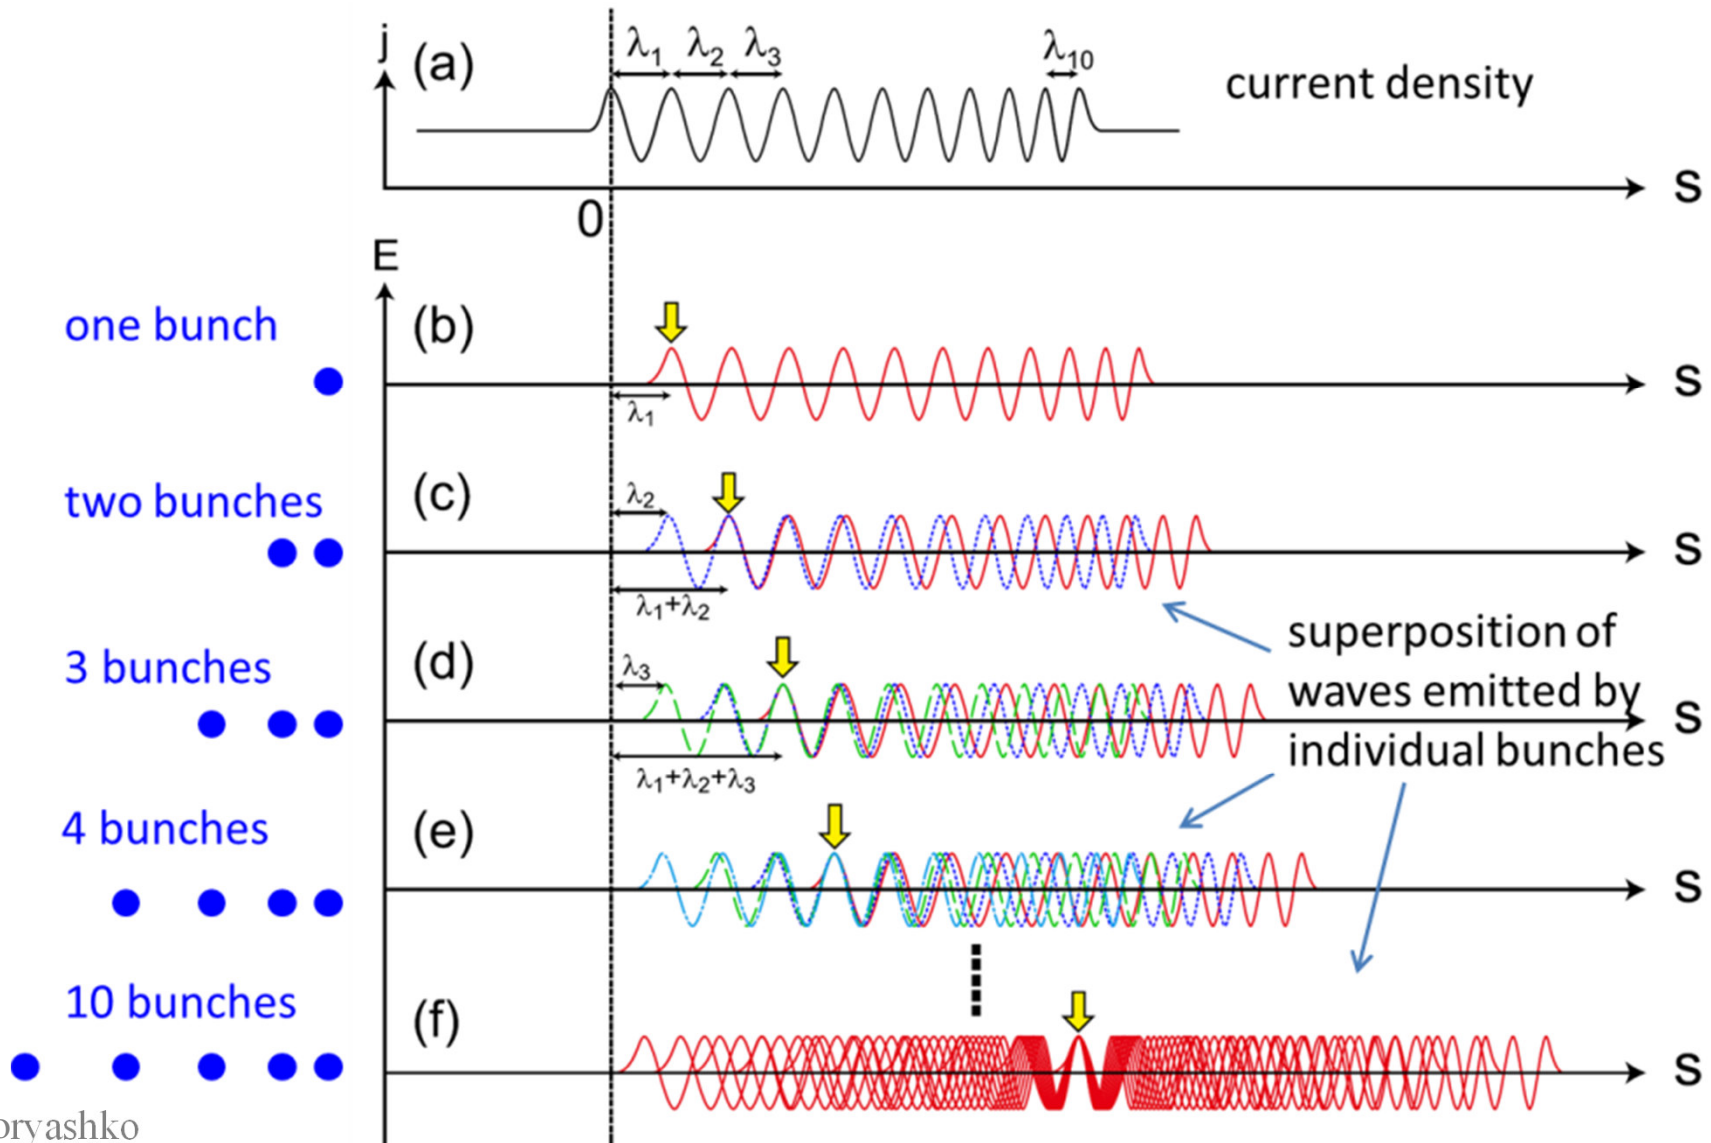 j
(a)
λ1 λ2 λ3 λ10
current density
S
0
E
one bunch
(b)
S
λ1
two bunches
(c)
λ2
S
λ1+λ2
3 bunches
(d)
λ3
S
λ1+λ2+λ3
superposition of
waves emitted by
individual bunches
4 bunches
(e)
S
10 bunches
(f)
S
oryashko